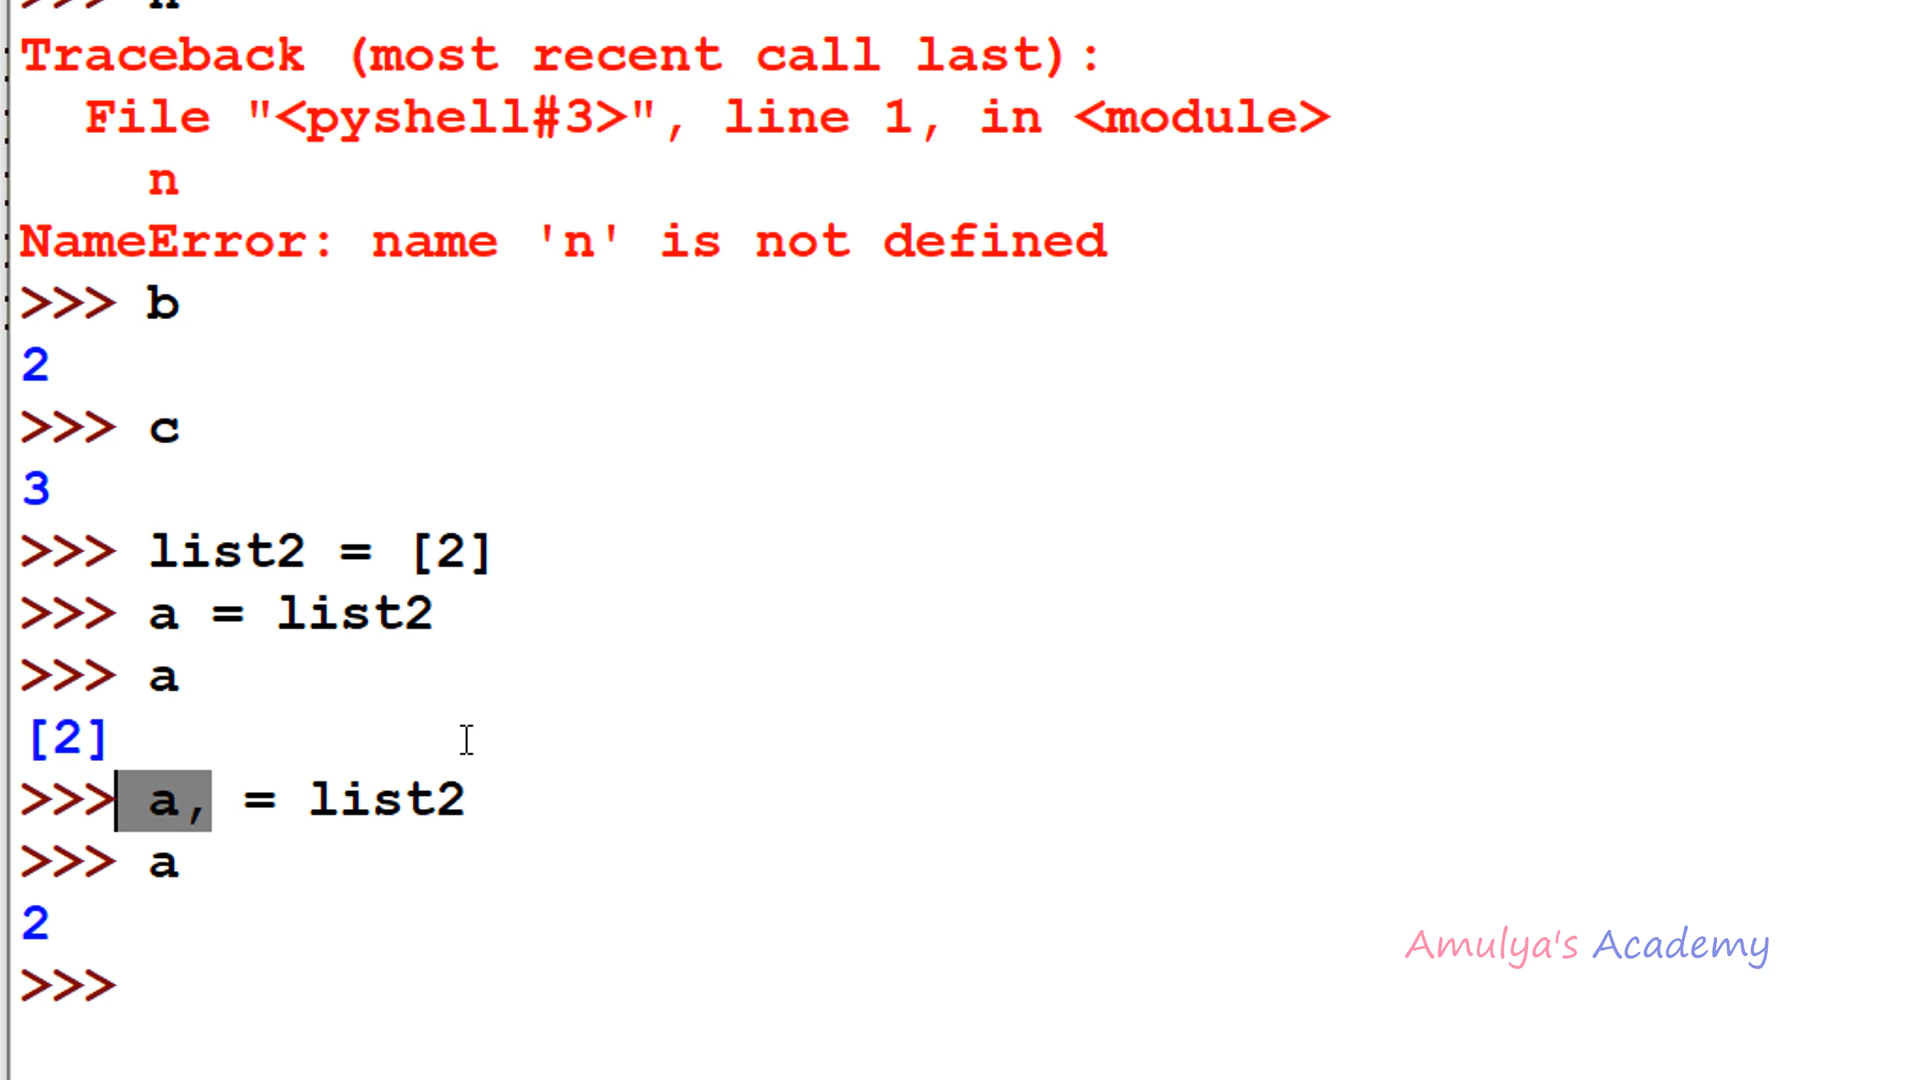 Traceback (most recent call last):
  File "<pyshell#3>", line 1, in <module>
    n
NameError: name 'n' is not defined
>>> b
2
>>> c
3
>>> list2 = [2]
>>> a = list2
>>> a
[2]
>>> a, = list2
>>> a
2
>>>
Amulya's Academy